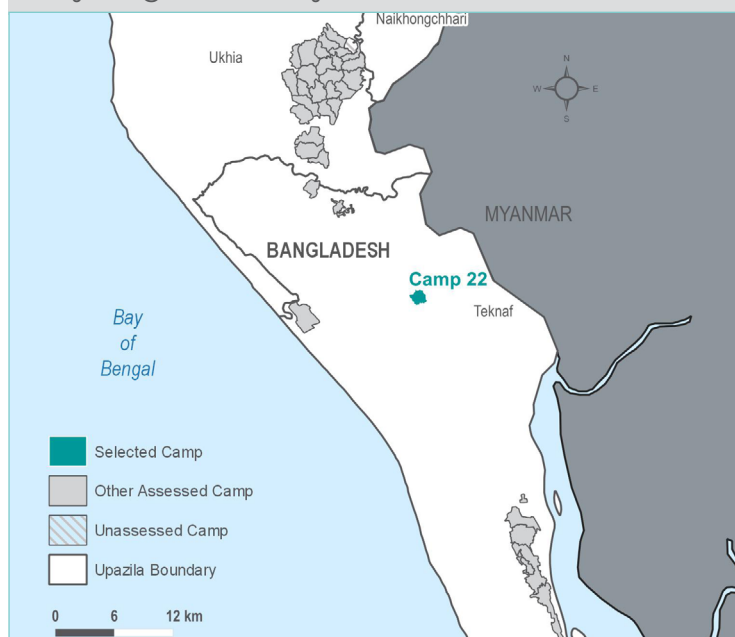 Naikhongchhari
Ukhia
N
W
E
S
MYANMAR
BANGLADESH
Camp 22
Teknaf
Bay
of
Bengal
Selected Camp
Other Assessed Camp
Unassessed Camp
Upazila Boundary
0 6 12 km